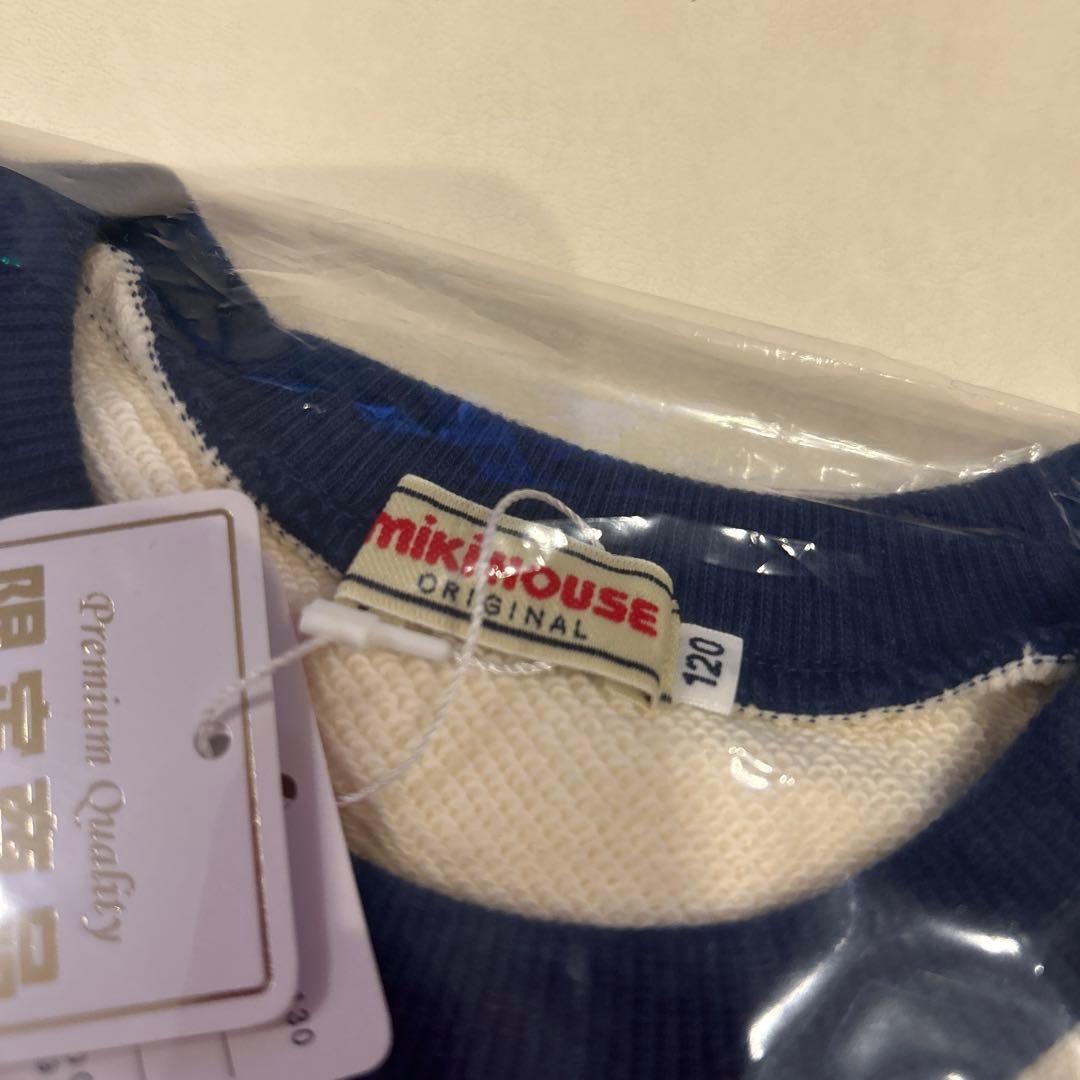 mikiHOUSE
ORIGINAL
120
限定商品
Premium Quality